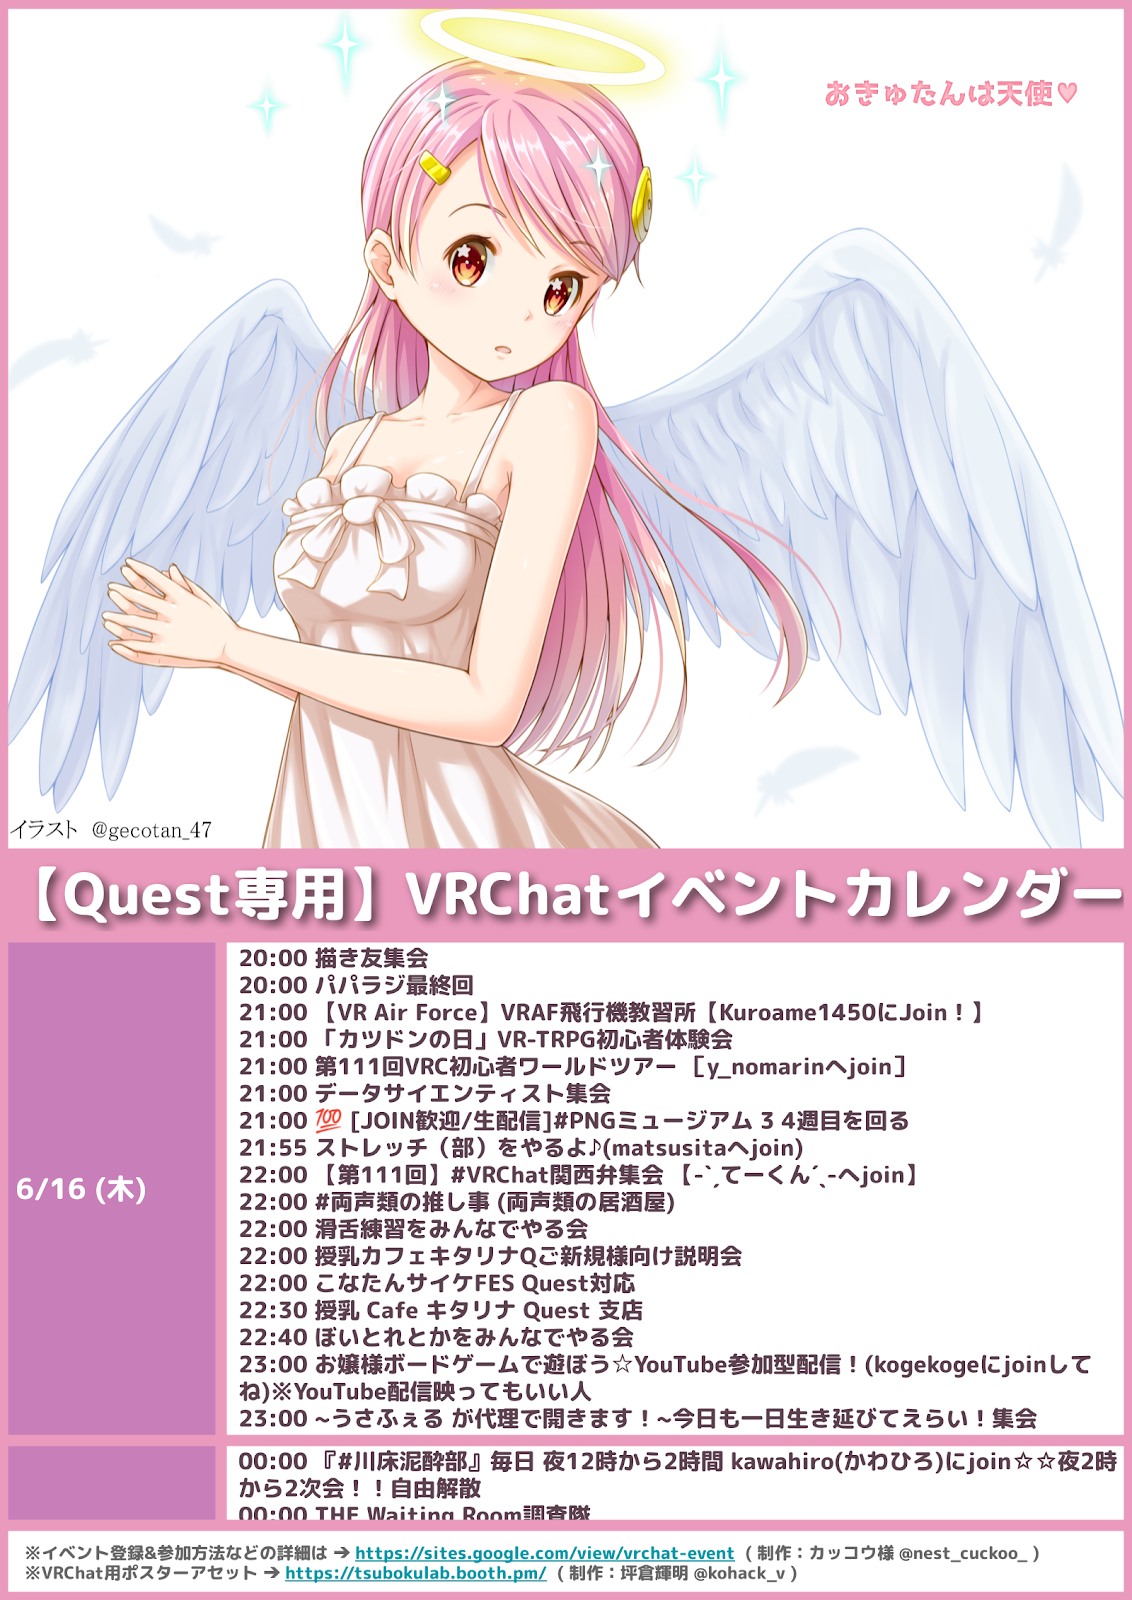 おきゅたんは天使♥
イラスト @gecotan_47
【Quest専用】VRChatイベントカレンダー
6/16 (木)
20:00 描き友集会
20:00 パパラジ最終回
21:00 【VR Air Force】VRAF飛行機教習所【Kuroame1450にJoin！】
21:00 「カツドンの日」VR-TRPG初心者体験会
21:00 第111回VRC初心者ワールドツアー ［y_nomarinへjoin］
21:00 データサイエンティスト集会
21:00 💯 [JOIN歓迎/生配信]#PNGミュージアム 3 4週目を回る
21:55 ストレッチ（部）をやるよ♪(matsusitaへjoin)
22:00 【第111回】#VRChat関西弁集会 【-ˋˏてーくんˊˎ-へjoin】
22:00 #両声類の推し事 (両声類の居酒屋)
22:00 滑舌練習をみんなでやる会
22:00 授乳カフェキタリナQご新規様向け説明会
22:00 こなたんサイケFES Quest対応
22:30 授乳 Cafe キタリナ Quest 支店
22:40 ぼいとれとかをみんなでやる会
23:00 お嬢様ボードゲームで遊ぼう☆YouTube参加型配信！(kogekogeにjoinして
ね)※YouTube配信映ってもいい人
23:00 ~うさふぇる が代理で開きます！~今日も一日生き延びてえらい！集会
00:00 『#川床泥酔部』毎日 夜12時から2時間 kawahiro(かわひろ)にjoin☆☆夜2時
から2次会！！自由解散
00:00 THE Waiting Room調査隊
※イベント登録&参加方法などの詳細は → https://sites.google.com/view/vrchat-event （ 制作：カッコウ様 @nest_cuckoo_ ）
※VRChat用ポスターアセット → https://tsubokulab.booth.pm/ （ 制作：坪倉輝明 @kohack_v ）